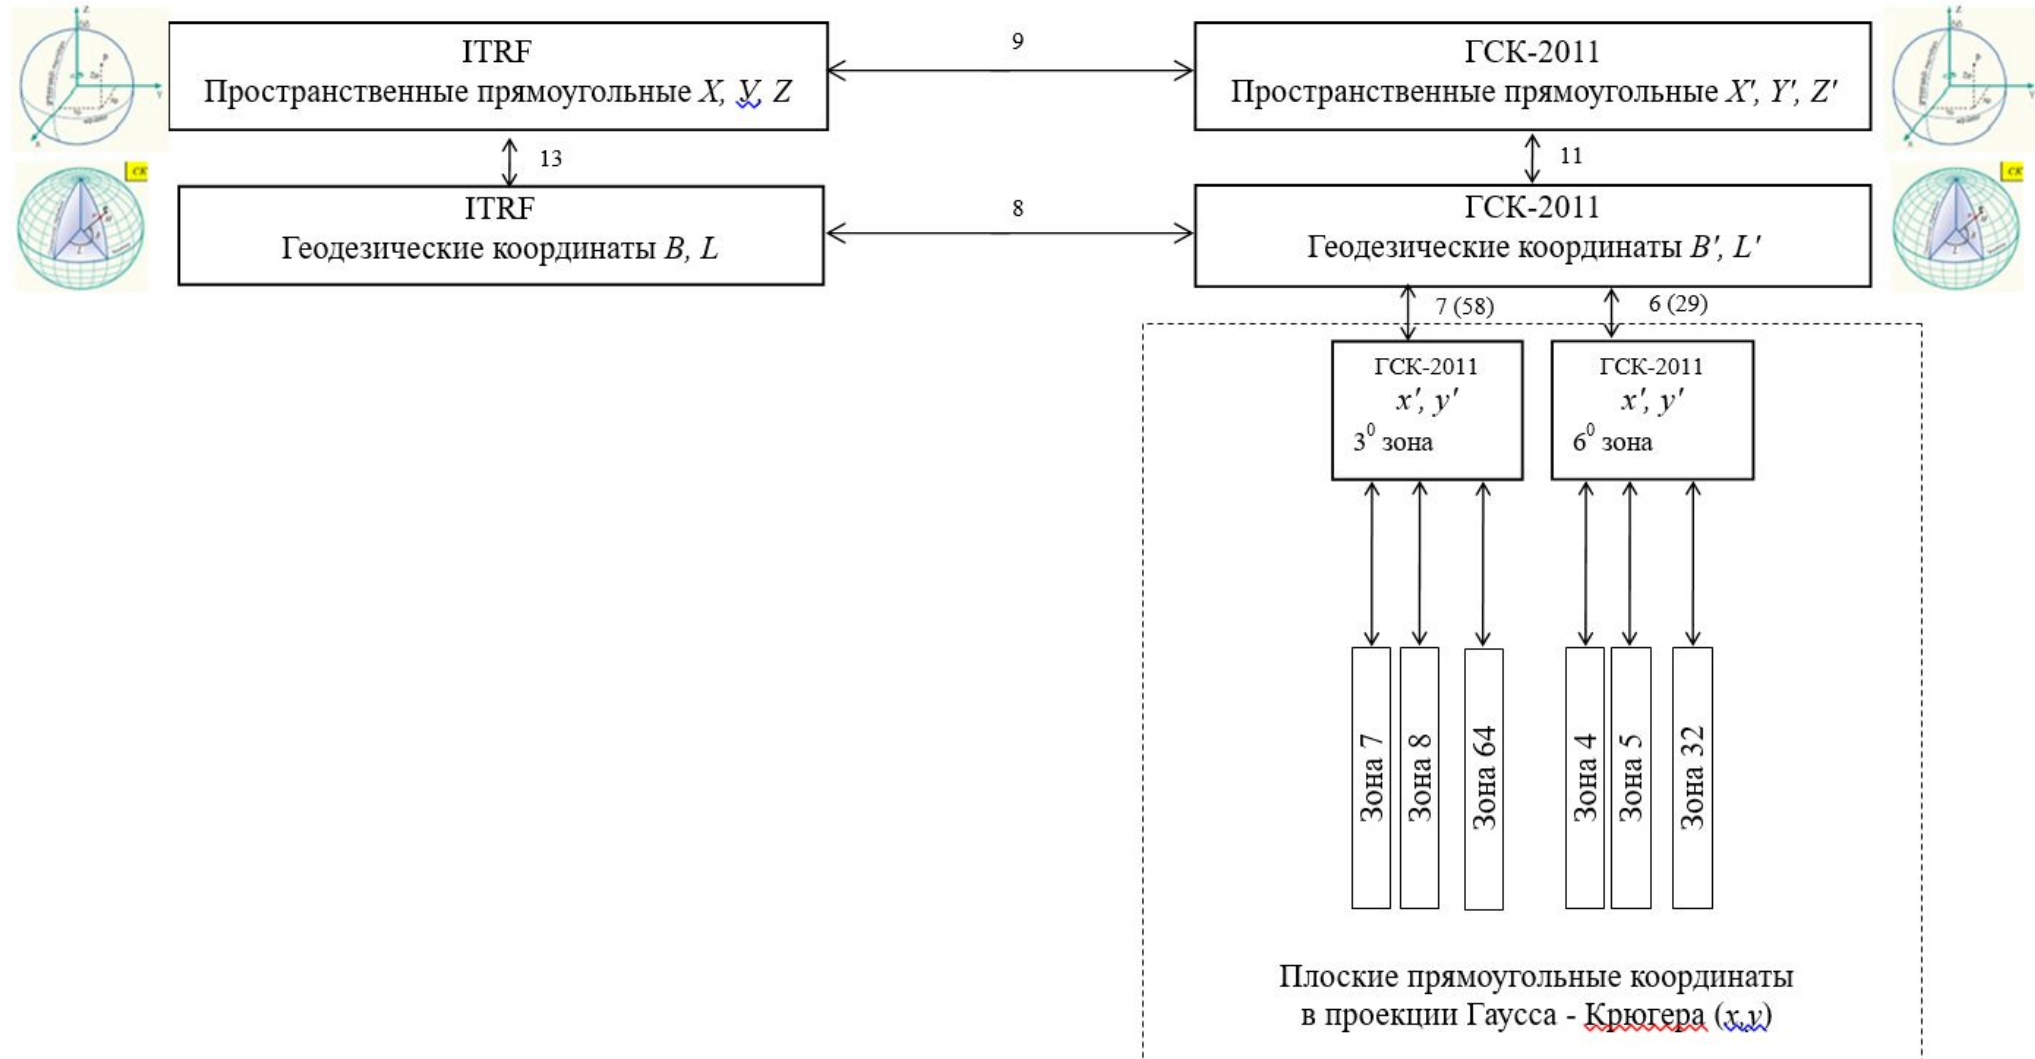 ITRF
Пространственные прямоугольные X, У, Z
9
ГСК-2011
Пространственные прямоугольные X', Y', Z'
13
11
СК
СК
ITRF
Геодезические координаты B, L
8
ГСК-2011
Геодезические координаты B', L'
7 (58)
6 (29)
ГСК-2011
x', y'
3⁰ зона
ГСК-2011
x', y'
6⁰ зона
Зона 7
Зона 8
Зона 64
Зона 4
Зона 5
Зона 32
Плоские прямоугольные координаты
в проекции Гаусса - Крюгера (x,y)